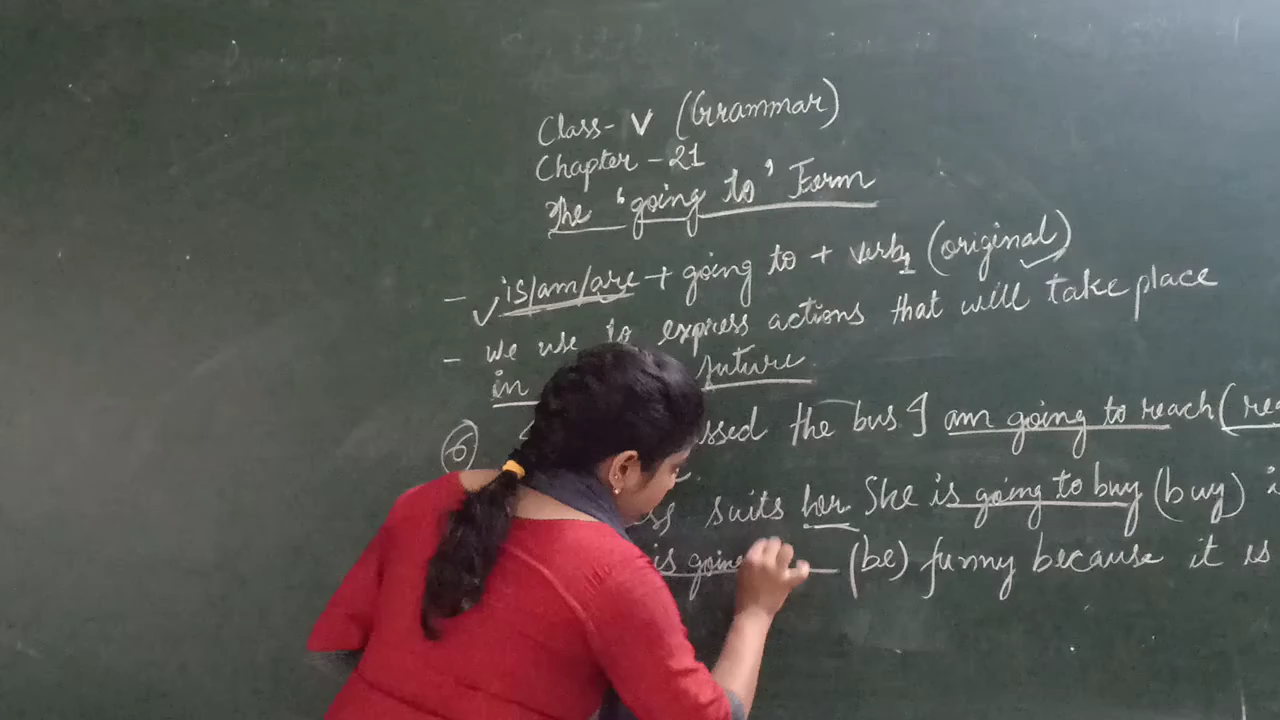 Class- V (Grammar)
Chapter - 21
The 'going to' Form
- is/am/are + going to + verb1 (original)
- We use to express actions that will take place
in future
6 the bus I am going to reach (
suits her She is going to buy (buy)
is going (be) funny because it is